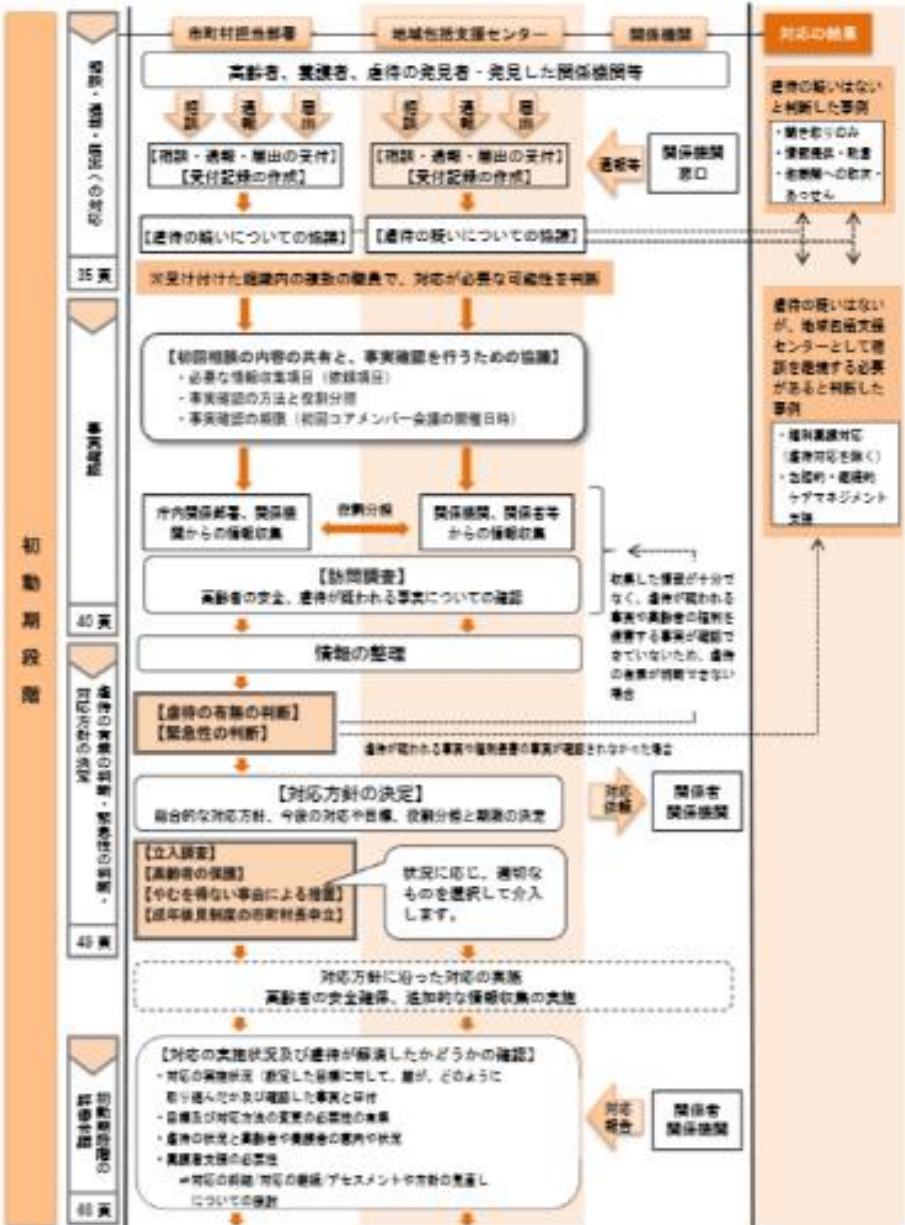 市町村担当部署
地域包括支援センター
関係機関
対応の結果
高齢者、養護者、虐待の発見者・発見した関係機関等
相談
通報
届出
相談
通報
届出
【相談・通報・届出の受付】
【受付記録の作成】
【相談・通報・届出の受付】
【受付記録の作成】
通報等
関係機関
窓口
【虐待の疑いについての協議】
【虐待の疑いについての協議】
※受け付けた組織内の複数の職員で、対応が必要な可能性を判断
相談・通報・届出への対応
35 頁
虐待の疑いはない
と判断した事例
・聞き取りのみ
・情報提供・助言
・他機関への取次・
あっせん
虐待の疑いはない
が、地域包括支援
センターとして相
談を継続する必要
があると判断した
事例
・権利擁護対応
(虐待対応を除く)
・包括的・継続的
ケアマネジメント
支援
初動期段階
事実確認
40 頁
【初回相談の内容の共有と、事実確認を行うための協議】
・必要な情報収集項目(依頼項目)
・事実確認の方法と役割分担
・事実確認の期限(初回コアメンバー会議の開催日時)
庁内関係部署、関係機
関からの情報収集
役割分担
関係機関、関係者等
からの情報収集
【訪問調査】
高齢者の安全、虐待が疑われる事実についての確認
収集した情報が十分で
なく、虐待が疑われる
事実や高齢者の権利を
侵害する事実が確認で
きていないため、虐待
の有無が判断できない
場合
情報の整理
【虐待の有無の判断】
【緊急性の判断】
虐待が疑われる事実や権利侵害の事実が確認されなかった場合
虐待の有無の判断・緊急性の判断・
対応方針の決定
【対応方針の決定】
総合的な対応方針、今後の対応や目標、役割分担と期限の決定
対応
依頼
関係者
関係機関
【立入調査】
【高齢者の保護】
【やむを得ない事由による措置】
【成年後見制度の市町村長申立】
状況に応じ、適切な
ものを選択して介入
します。
対応方針に沿った対応の実施
高齢者の安全確保、追加的な情報収集の実施
【対応の実施状況及び虐待が解消したかどうかの確認】
・対応の実施状況(設定した目標に対して、誰が、どのように
取り組んだか及び確認した事実と日付
・目標及び対応方法の変更の必要性の有無
・虐待の状況と高齢者や養護者の意向や状況
・養護者支援の必要性
⇒対応の終結/対応の継続/アセスメントや方針の見直し
についての検討
対応
報告
関係者
関係機関
初動期段階の
評価会議